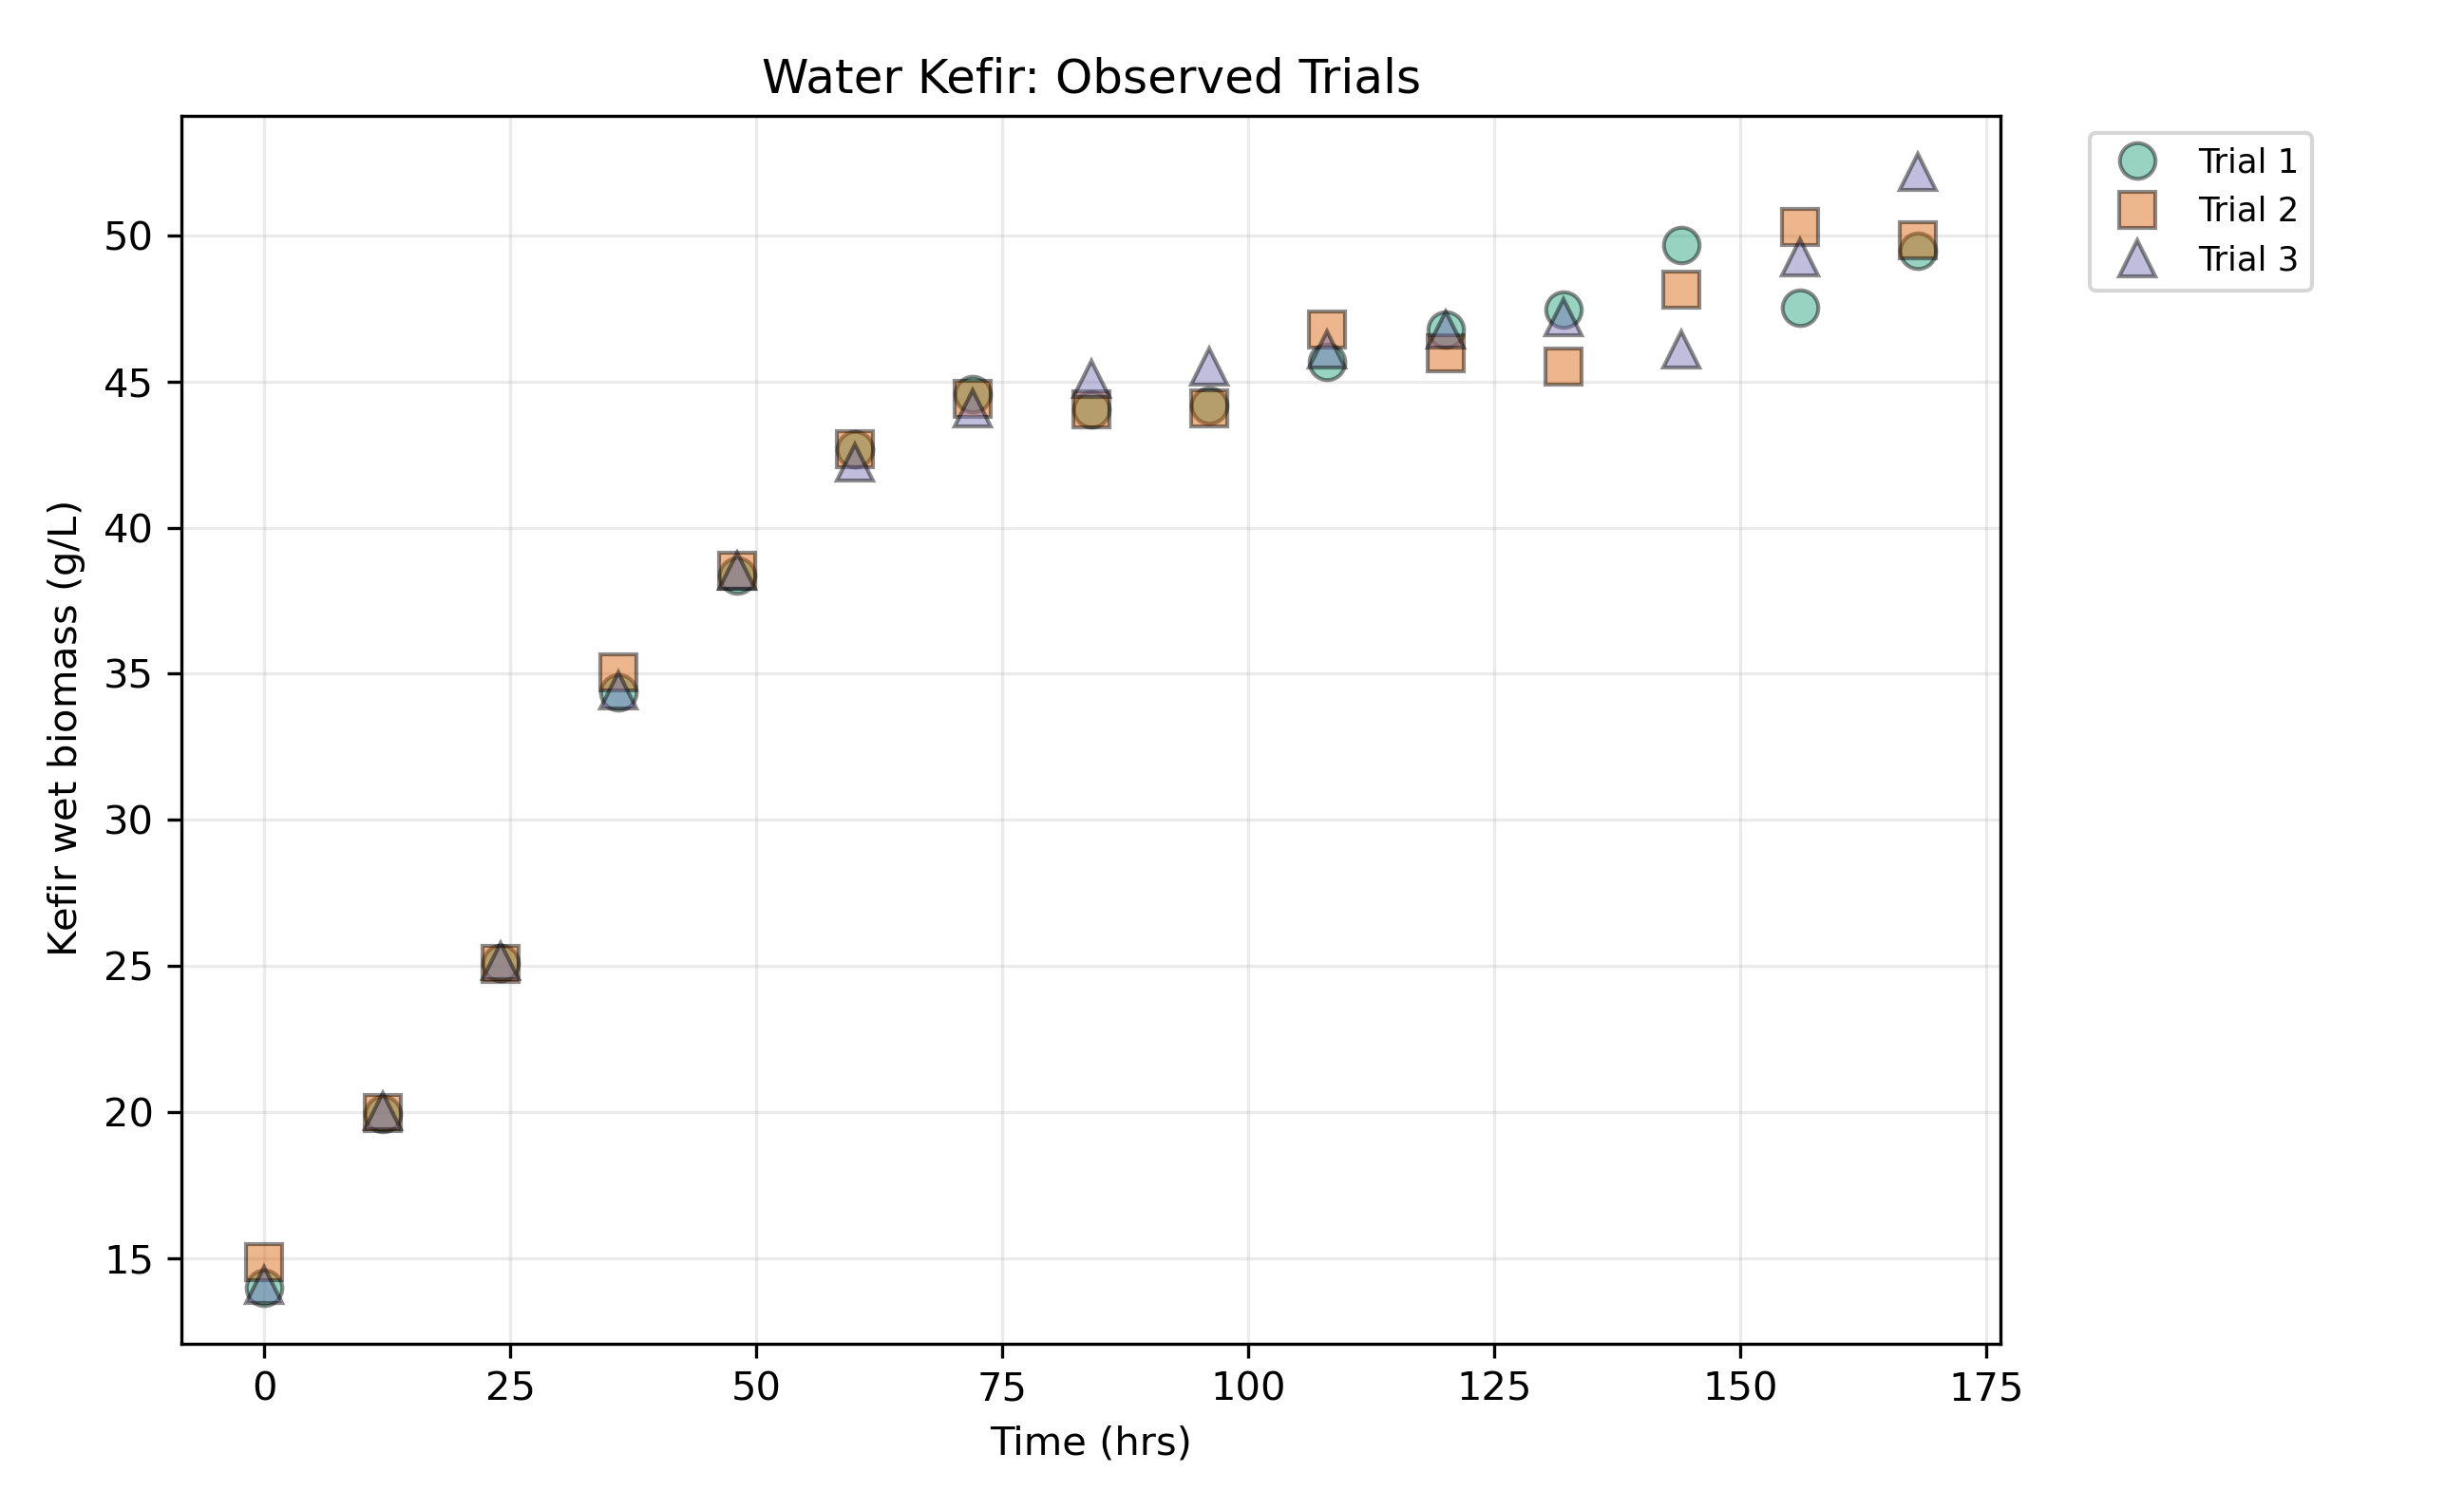 Water Kefir: Observed Trials
Trial 1
Trial 2
Trial 3
Kefir wet biomass (g/L)
50
45
40
35
30
25
20
15
0 25 50 75 100 125 150 175
Time (hrs)